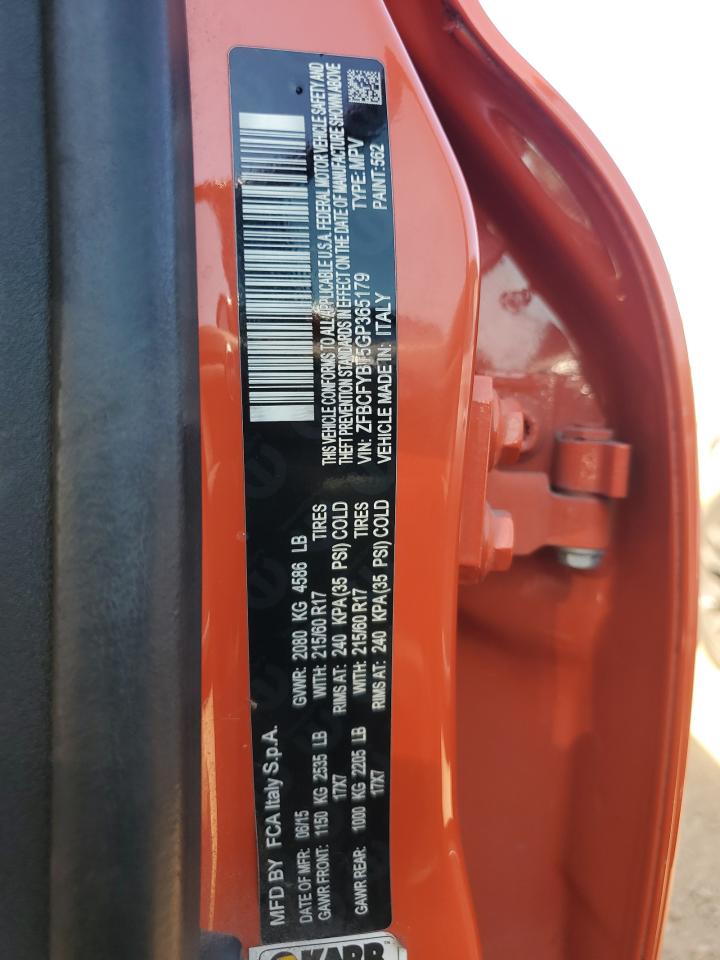 MFD BY FCA Italy S.p.A.
DATE OF MFR: 06/15 GVWR: 2080 KG 4586 LB
GAWR FRONT: 1150 KG 2535 LB WITH: 215/60 R17 TIRES
17X7 RIMS AT: 240 KPA(35 PSI) COLD
GAWR REAR: 1000 KG 2205 LB WITH: 215/60 R17 TIRES
17X7 RIMS AT: 240 KPA(35 PSI) COLD
THIS VEHICLE CONFORMS TO ALL APPLICABLE U.S.A. FEDERAL MOTOR VEHICLE SAFETY AND
THEFT PREVENTION STANDARDS IN EFFECT ON THE DATE OF MANUFACTURE SHOWN ABOVE
VIN: ZFBCFYBT5GP365179 TYPE: MPV
VEHICLE MADE IN: ITALY PAINT:562
KARR